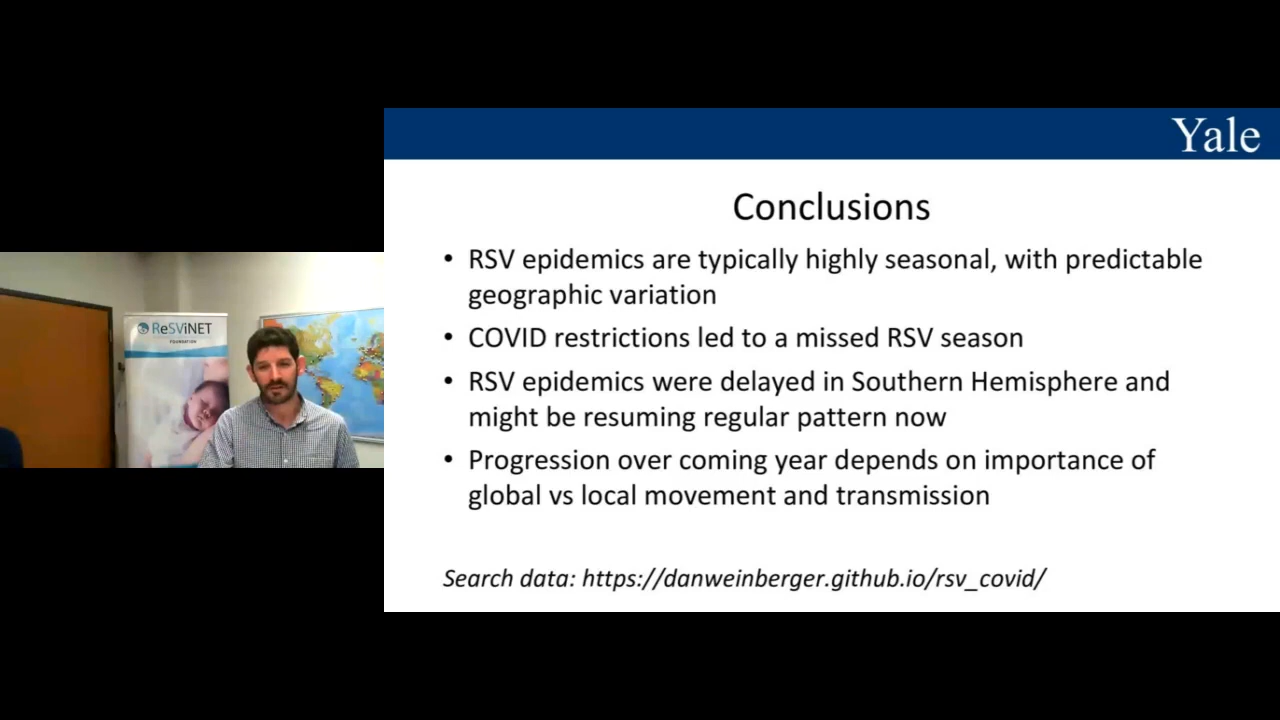 Yale
Conclusions
• RSV epidemics are typically highly seasonal, with predictable
geographic variation
• COVID restrictions led to a missed RSV season
• RSV epidemics were delayed in Southern Hemisphere and
might be resuming regular pattern now
• Progression over coming year depends on importance of
global vs local movement and transmission
Search data: https://danweinberger.github.io/rsv_covid/
ReSViNET
FOUNDATION